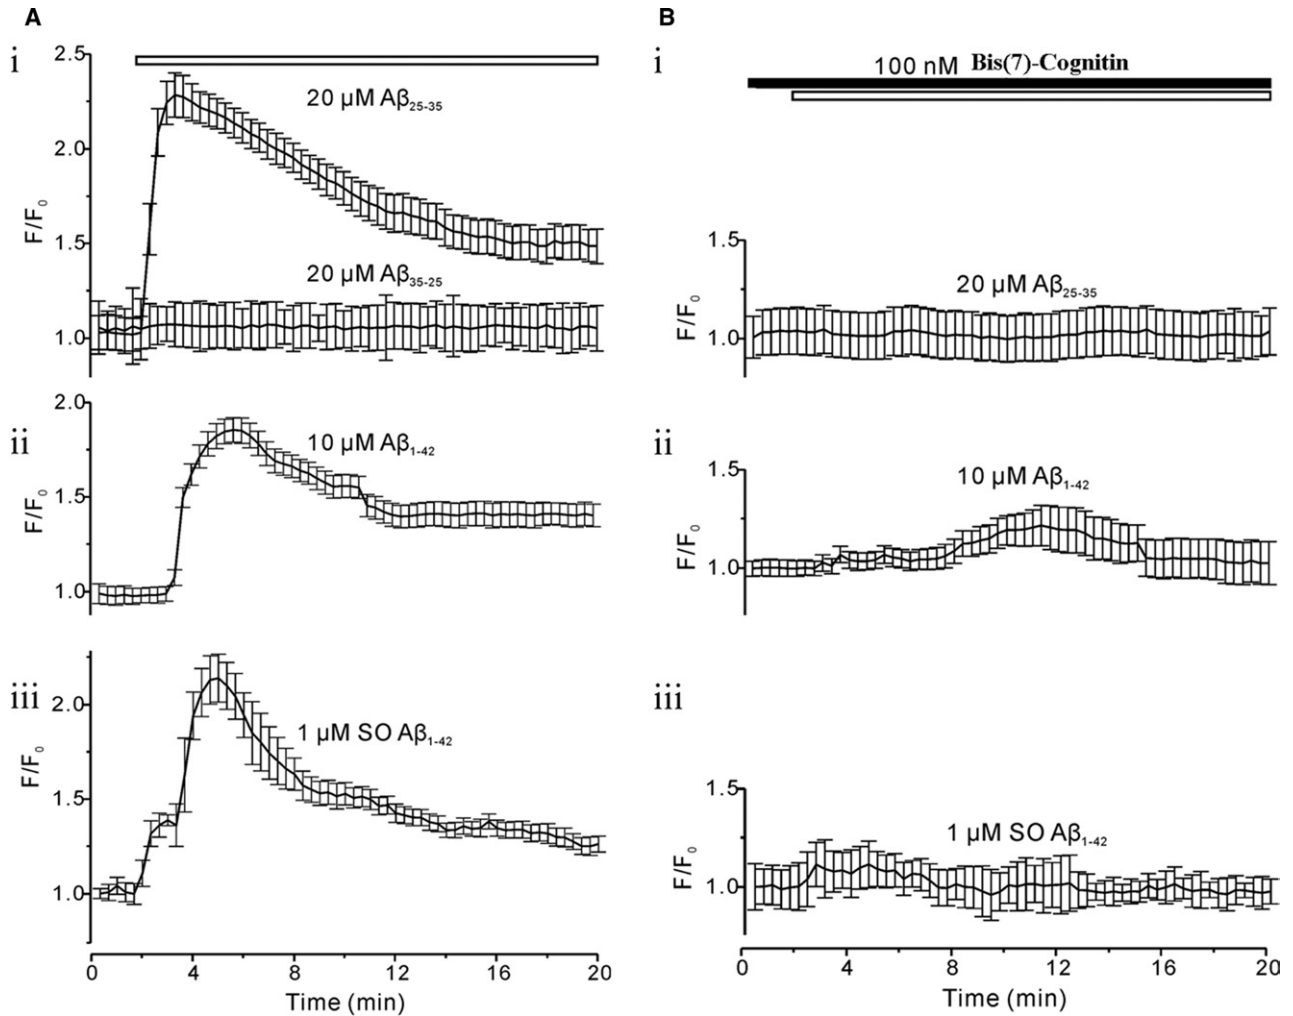 A
i
2.5
2.0
1.5
1.0
F/F₀
20 µM Aβ₂₅₋₃₅
20 µM Aβ₃₅₋₂₅
ii
2.0
1.5
1.0
F/F₀
10 µM Aβ₁₋₄₂
iii
2.0
1.5
1.0
F/F₀
1 µM SO Aβ₁₋₄₂
0 4 8 12 16 20
Time (min)
B
i
100 nM Bis(7)-Cognitin
1.5
1.0
F/F₀
20 µM Aβ₂₅₋₃₅
ii
1.5
1.0
F/F₀
10 µM Aβ₁₋₄₂
iii
1.5
1.0
F/F₀
1 µM SO Aβ₁₋₄₂
0 4 8 12 16 20
Time (min)